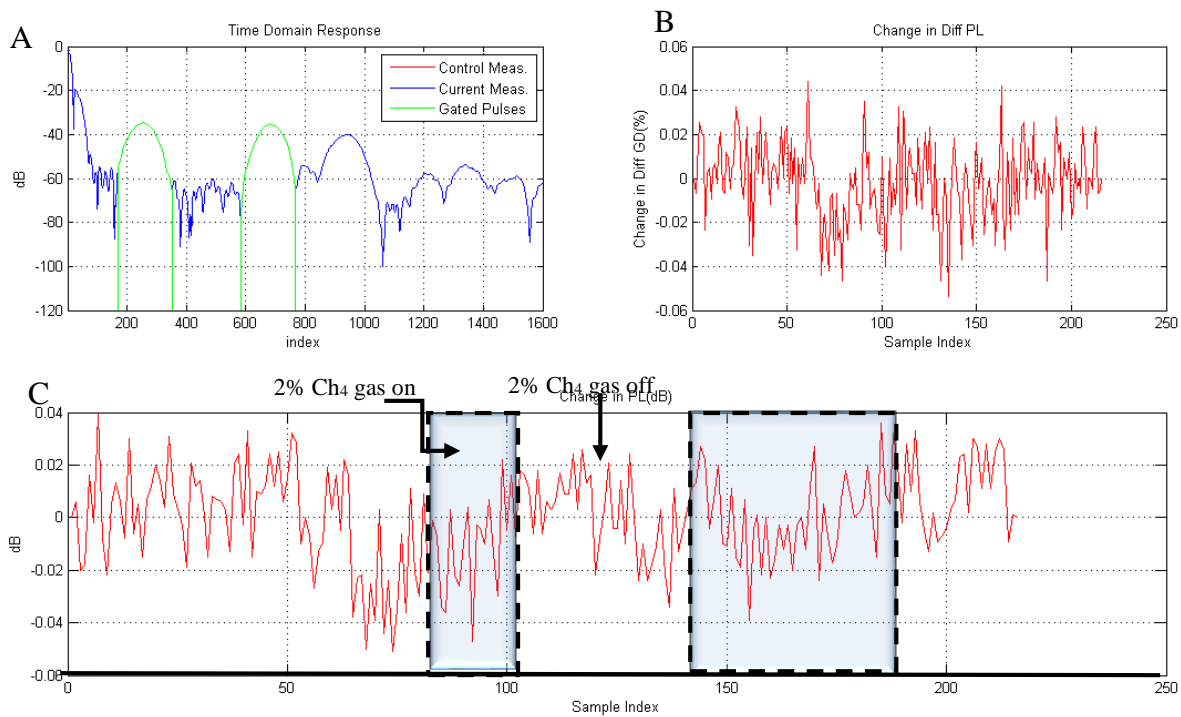 A
Time Domain Response
0
-20
-40
-60
-80
-100
-120
dB
200 400 600 800 1000 1200 1400 1600
index
Control Meas.
Current Meas.
Gated Pulses
B
Change in Diff PL
0.06
0.04
0.02
0
-0.02
-0.04
-0.06
Change in Diff GD(%)
0 50 100 150 200 250
Sample Index
C
2% Ch4 gas on
2% Ch4 gas off
Change in PL(dB)
0.04
0.02
0
-0.02
-0.04
dB
0 50 100 150 200 250
Sample Index